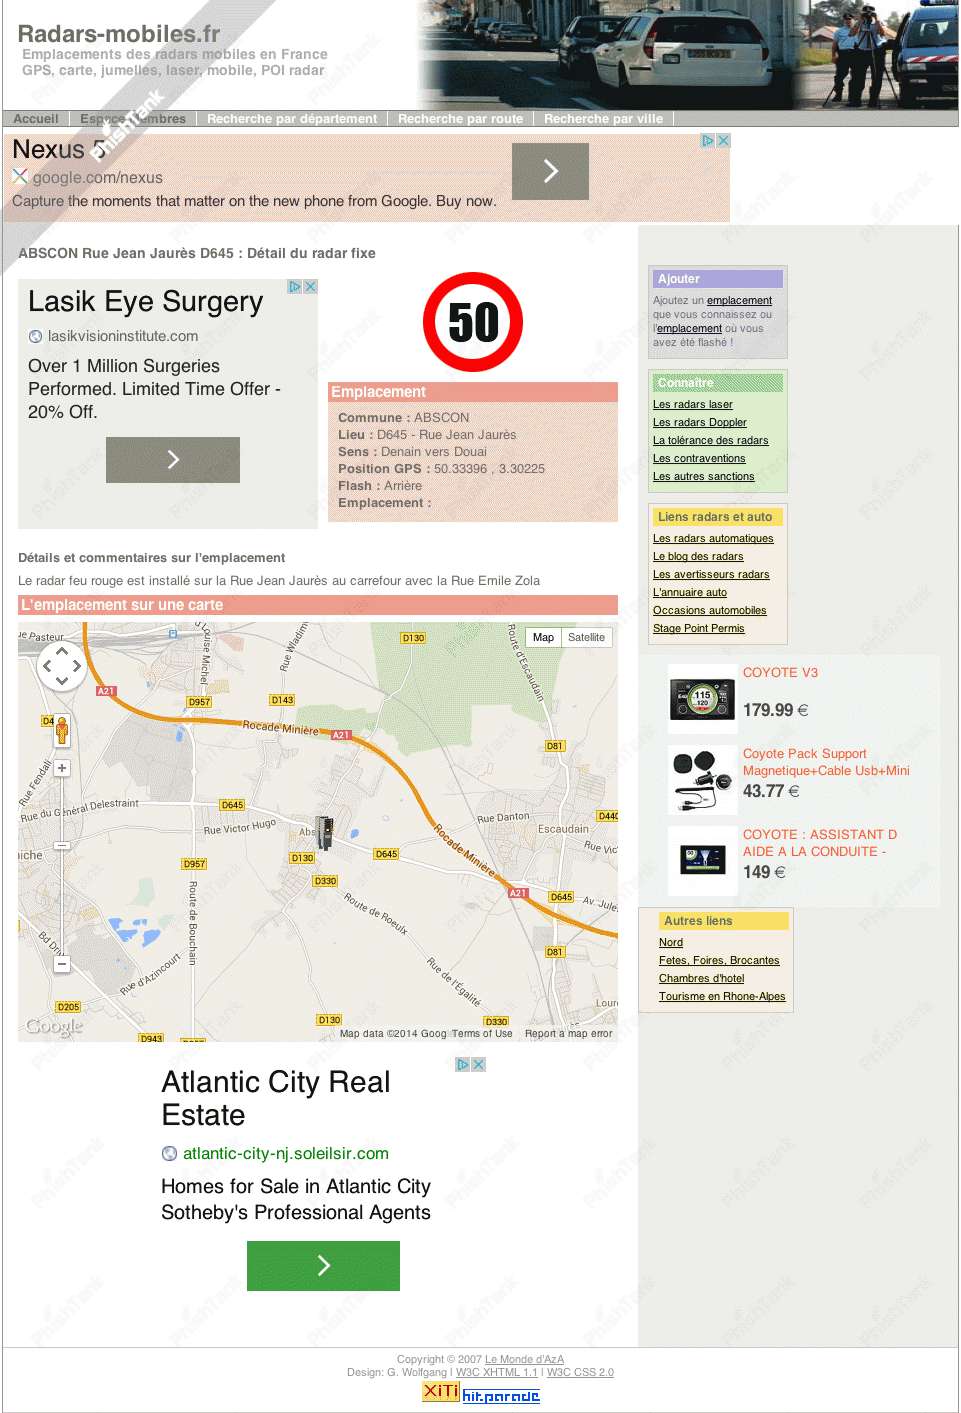 Radars-mobiles.fr
Emplacements des radars mobiles en France
GPS, carte, jumelles, laser, mobile, POI radar
PhishTank
Accueil
Espace membres
Recherche par département
Recherche par route
Recherche par ville
Nexus 5
google.com/nexus
Capture the moments that matter on the new phone from Google. Buy now.
ABSCON Rue Jean Jaurès D645 : Détail du radar fixe
Lasik Eye Surgery
lasikvisioninstitute.com
Over 1 Million Surgeries
Performed. Limited Time Offer -
20% Off.
50
Emplacement
Commune : ABSCON
Lieu : D645 - Rue Jean Jaurès
Sens : Denain vers Douai
Position GPS : 50.33396 , 3.30225
Flash : Arrière
Emplacement :
Détails et commentaires sur l'emplacement
Le radar feu rouge est installé sur la Rue Jean Jaurès au carrefour avec la Rue Emile Zola
L'emplacement sur une carte
Map
Satellite
ue Pasteur
Louise Michel
Rue Wladim
D130
Route d'Escaudain
A21
D957
D143
D4
Rocade Minière
A21
D81
Rue Fendali
Rue du Général Delestraint
D645
Rue Victor Hugo
Abs
Rue Danton
D440
Escaudain
Rue Vic
iche
D957
D130
D645
Rocade Minière
D330
A21
D645
Av. Jules
Route de Bouchain
Route de Roeulx
Bd Driv
D81
Rue d'Azincourt
Rue de l'Égalité
D205
Lour
D130
D330
D943
D957
Google
Map data ©2014 Goog
Terms of Use
Report a map error
Atlantic City Real
Estate
atlantic-city-nj.soleilsir.com
Homes for Sale in Atlantic City
Sotheby's Professional Agents
Ajouter
Ajoutez un emplacement
que vous connaissez ou
l'emplacement où vous
avez été flashé !
Connaitre
Les radars laser
Les radars Doppler
La tolérance des radars
Les contraventions
Les autres sanctions
Liens radars et auto
Les radars automatiques
Le blog des radars
Les avertisseurs radars
L'annuaire auto
Occasions automobiles
Stage Point Permis
COYOTE V3
179.99 €
Coyote Pack Support
Magnetique+Cable Usb+Mini
43.77 €
COYOTE : ASSISTANT D
AIDE A LA CONDUITE -
149 €
Autres liens
Nord
Fetes, Foires, Brocantes
Chambres d'hotel
Tourisme en Rhone-Alpes
Copyright © 2007 Le Monde d'AzA
Design: G. Wolfgang | W3C XHTML 1.1 | W3C CSS 2.0
XiTi
hit.parade